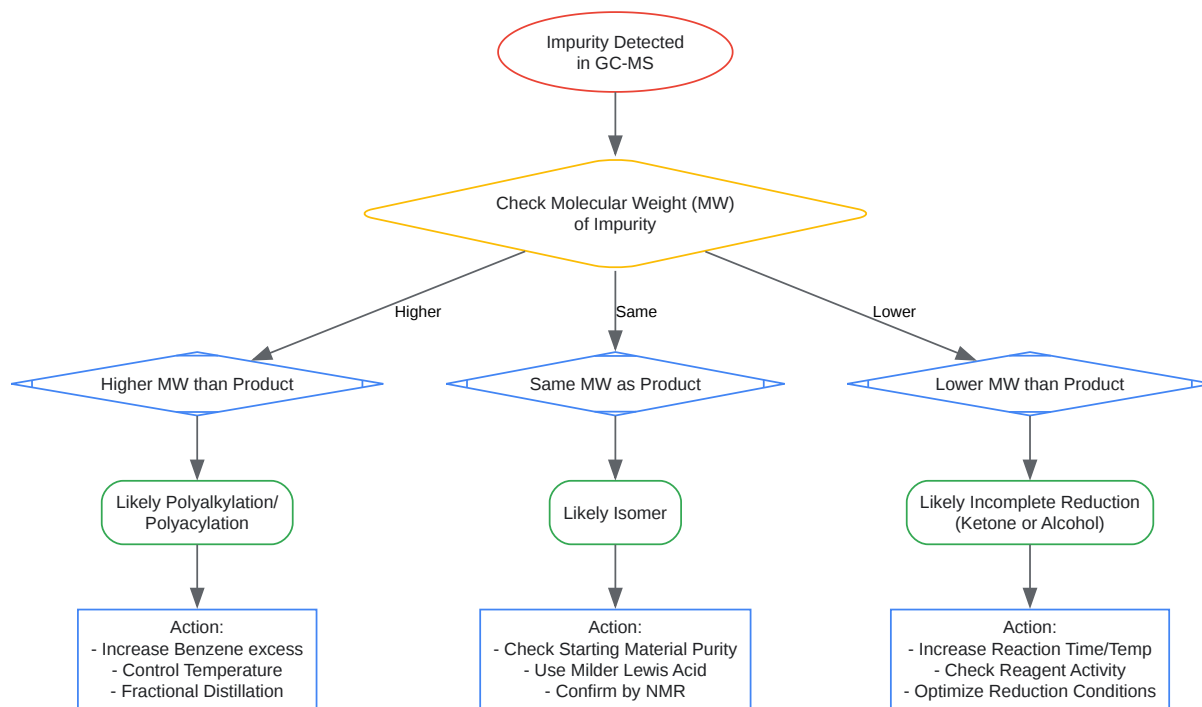 Impurity Detected
in GC-MS
Check Molecular Weight (MW)
of Impurity
Higher
Same
Lower
Higher MW than Product
Same MW as Product
Lower MW than Product
Likely Polyalkylation/
Polyacylation
Likely Isomer
Likely Incomplete Reduction
(Ketone or Alcohol)
Action:
- Increase Benzene excess
- Control Temperature
- Fractional Distillation
Action:
- Check Starting Material Purity
- Use Milder Lewis Acid
- Confirm by NMR
Action:
- Increase Reaction Time/Temp
- Check Reagent Activity
- Optimize Reduction Conditions